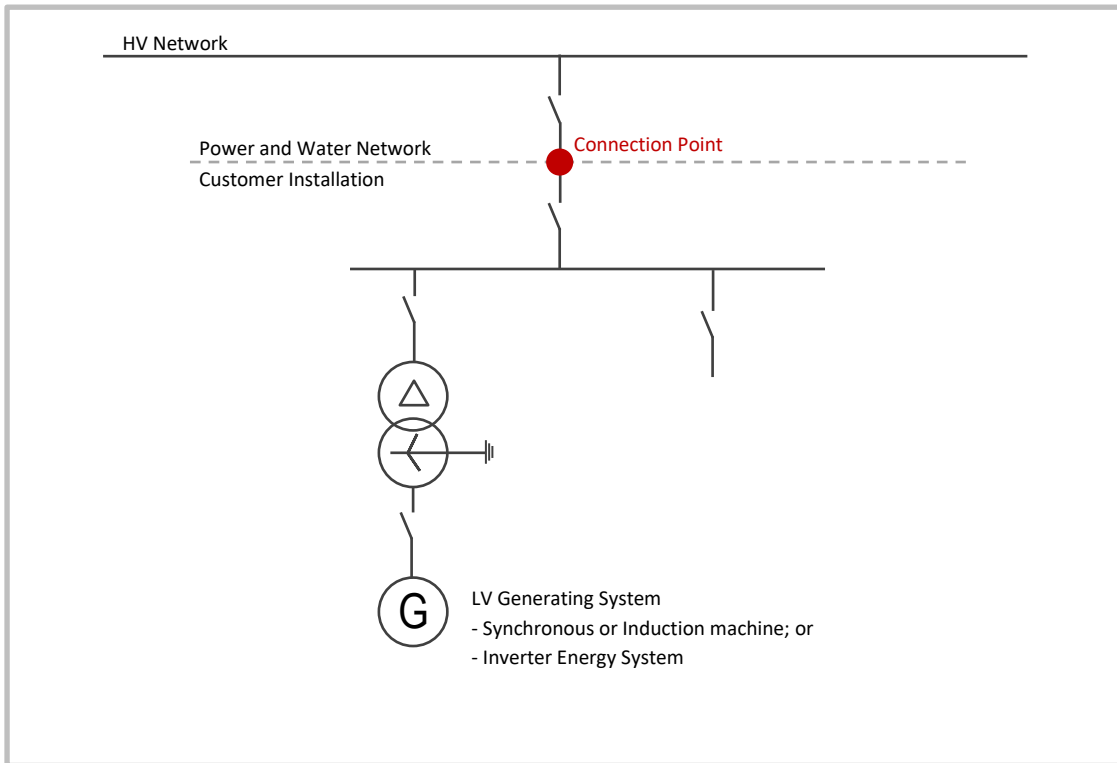 HV Network
Power and Water Network
Connection Point
Customer Installation
G
LV Generating System
- Synchronous or Induction machine; or
- Inverter Energy System